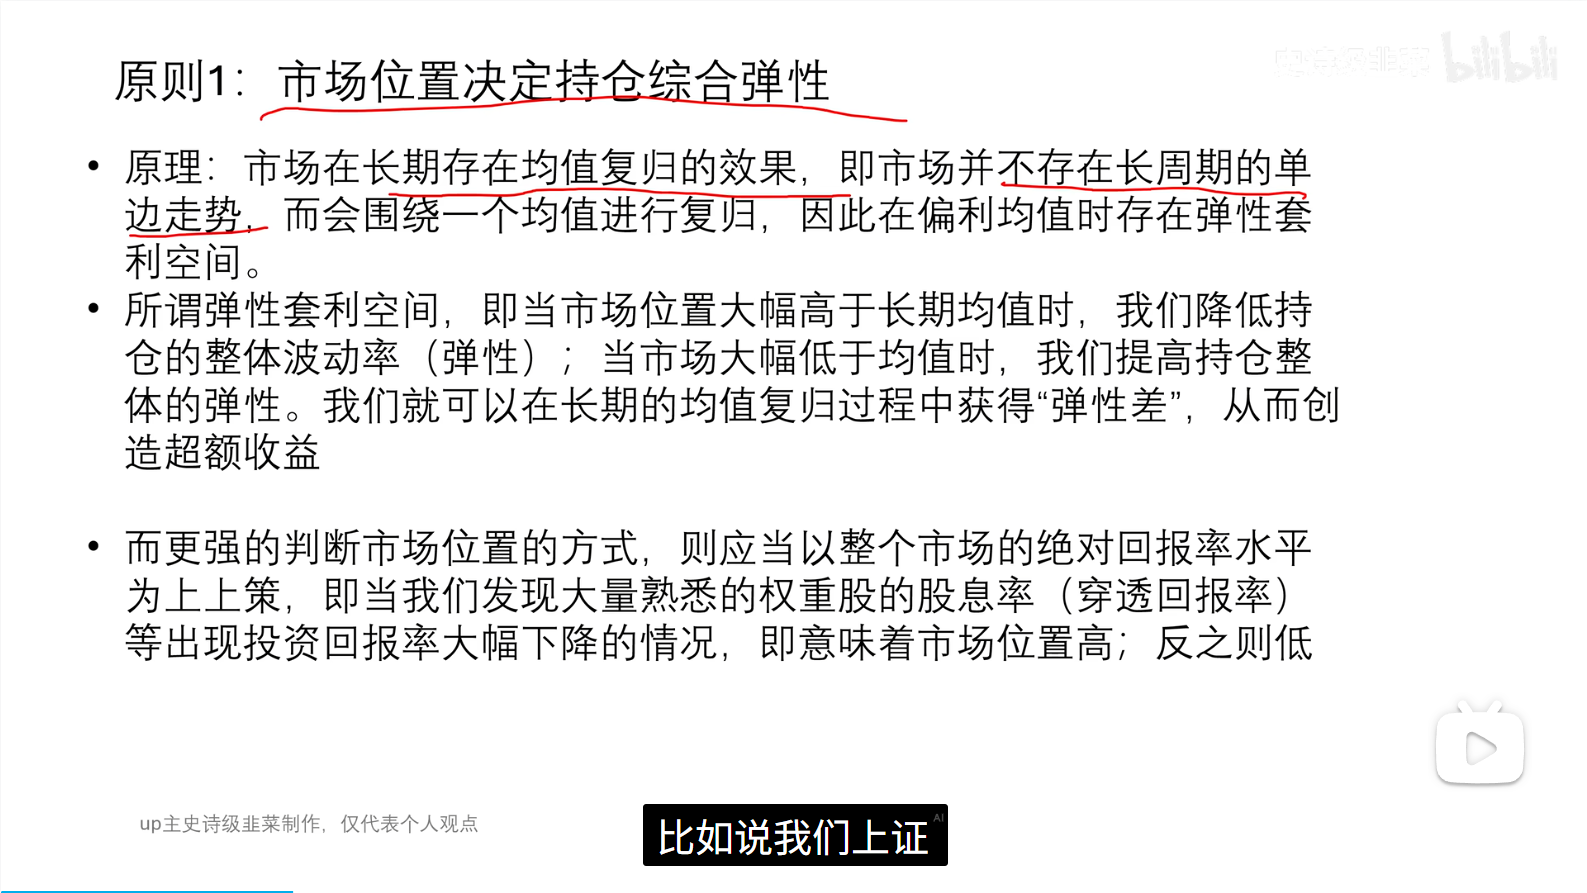 原则1：市场位置决定持仓综合弹性
bilibili
• 原理：市场在长期存在均值复归的效果，即市场并不存在长周期的单
边走势，而会围绕一个均值进行复归，因此在偏利均值时存在弹性套
利空间。
• 所谓弹性套利空间，即当市场位置大幅高于长期均值时，我们降低持
仓的整体波动率（弹性）；当市场大幅低于均值时，我们提高持仓整
体的弹性。我们就可以在长期的均值复归过程中获得“弹性差”，从而创
造超额收益
• 而更强的判断市场位置的方式，则应当以整个市场的绝对回报率水平
为上上策，即当我们发现大量熟悉的权重股的股息率（穿透回报率）
等出现投资回报率大幅下降的情况，即意味着市场位置高；反之则低
up主史诗级韭菜制作，仅代表个人观点
比如说我们上证
AI